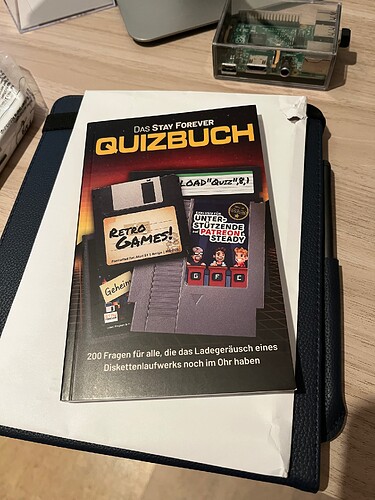 DAS STAY FOREVER
QUIZBUCH
LOAD"QUIZ",8,1
RETRO
GAMES!
UNTER-
STÜTZENDE
PATREON
STEADY
Geheim
G F C
200 Fragen für alle, die das Ladegeräusch eines
Diskettenlaufwerks noch im Ohr haben